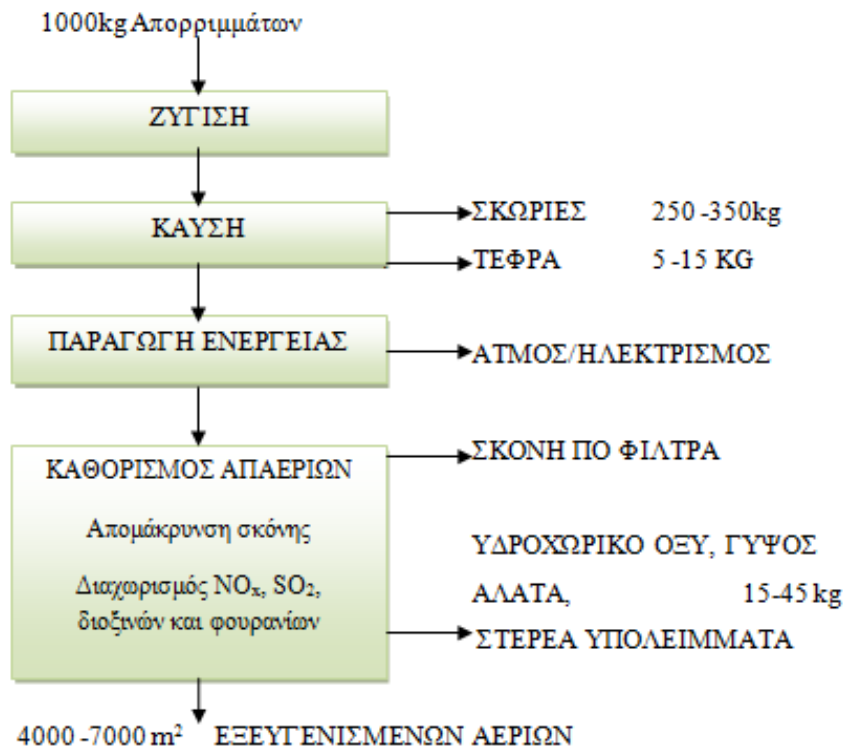 1000kg Απορριμμάτων
ΖΥΓΙΣΗ
ΚΑΥΣΗ
ΣΚΩΡΙΕΣ 250 -350kg
ΤΕΦΡΑ 5 -15 KG
ΠΑΡΑΓΩΓΗ ΕΝΕΡΓΕΙΑΣ
ΑΤΜΟΣ/ΗΛΕΚΤΡΙΣΜΟΣ
ΚΑΘΟΡΙΣΜΟΣ ΑΠΑΕΡΙΩΝ
Απομάκρυνση σκόνης
Διαχωρισμός NOₓ, SO₂,
διοξινών και φουρανίων
ΣΚΟΝΗ ΠΟ ΦΙΛΤΡΑ
ΥΔΡΟΧΩΡΙΚΟ ΟΞΥ, ΓΥΨΟΣ
ΑΛΑΤΑ, 15-45 kg
ΣΤΕΡΕΑ ΥΠΟΛΕΙΜΜΑΤΑ
4000 -7000 m² ΕΞΕΥΓΕΝΙΣΜΕΝΩΝ ΑΕΡΙΩΝ